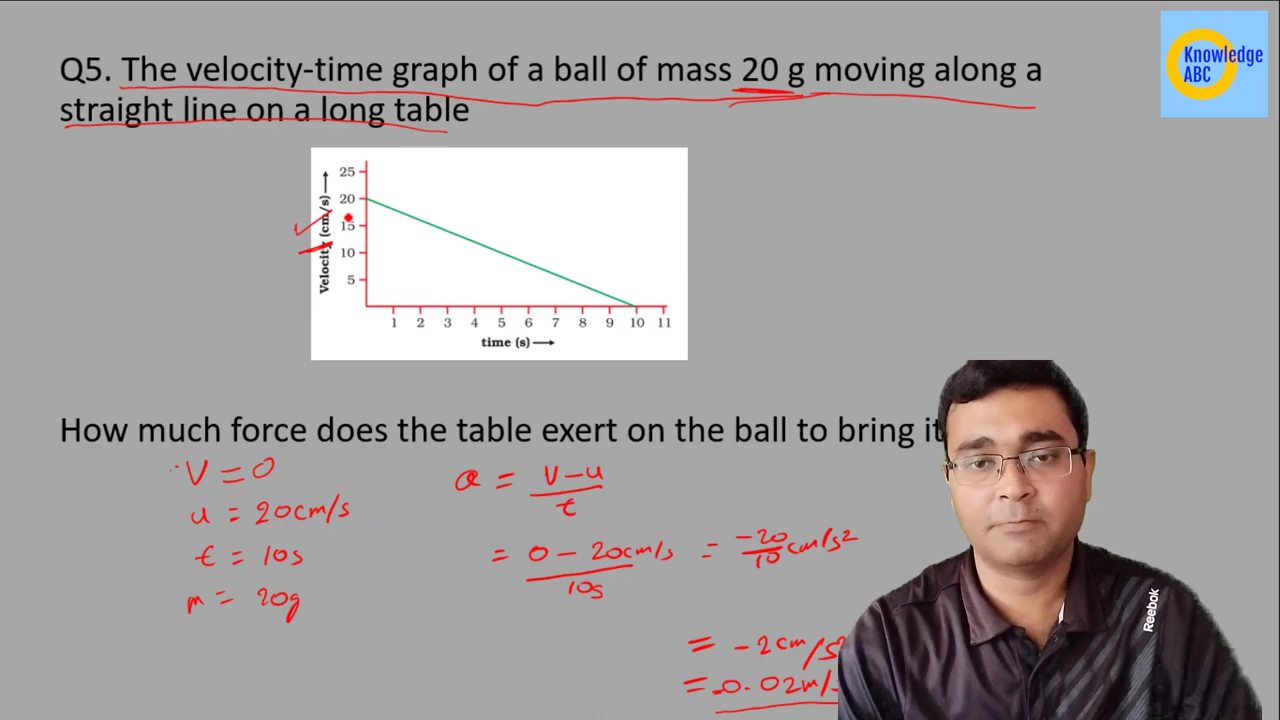 Knowledge
ABC
Q5. The velocity-time graph of a ball of mass 20 g moving along a
straight line on a long table
Velocity (cm/s)
25
20
15
10
5
1 2 3 4 5 6 7 8 9 10 11
time (s)
How much force does the table exert on the ball to bring it
V = 0
u = 20cm/s
t = 10s
m = 20g
a = v-u / t
= 0 - 20cm/s / 10s = -20/10 cm/s²
= -2cm/s²
= -0.02m/
Reebok